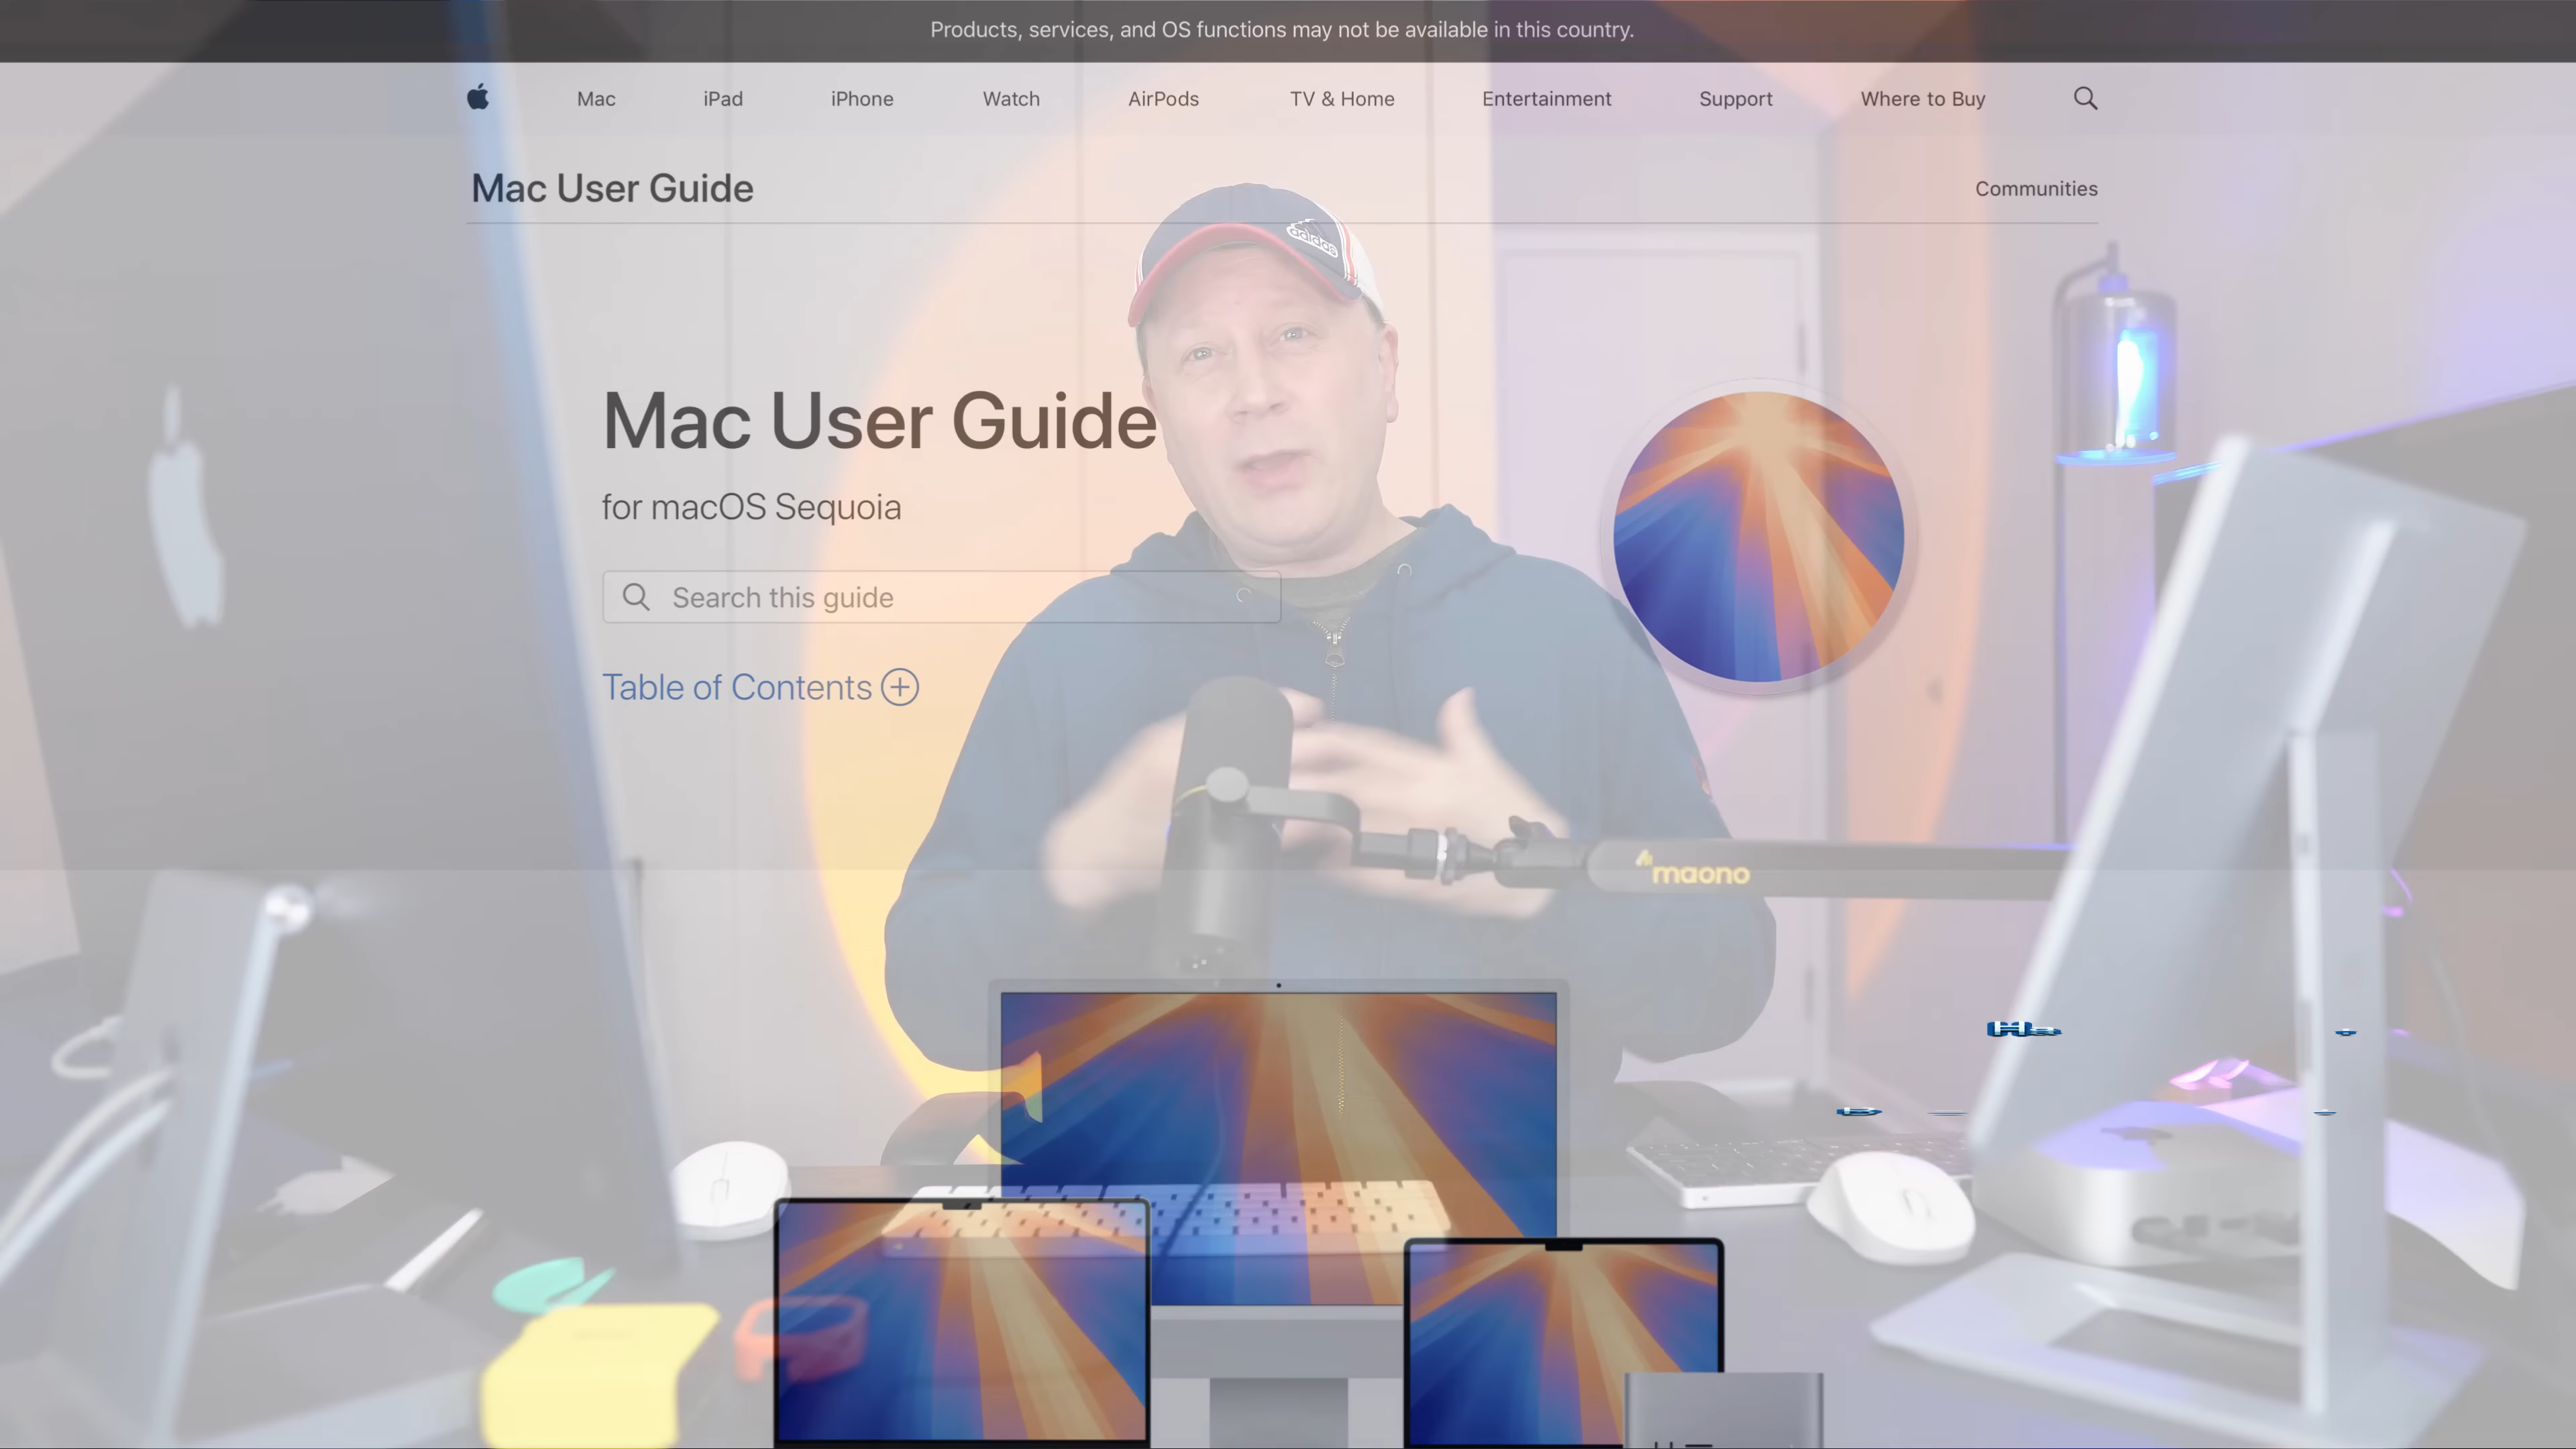 Products, services, and OS functions may not be available in this country.
Mac iPad iPhone Watch AirPods TV & Home Entertainment Support Where to Buy
Mac User Guide Communities
adidas
Mac User Guide
for macOS Sequoia
Search this guide
Table of Contents
maono